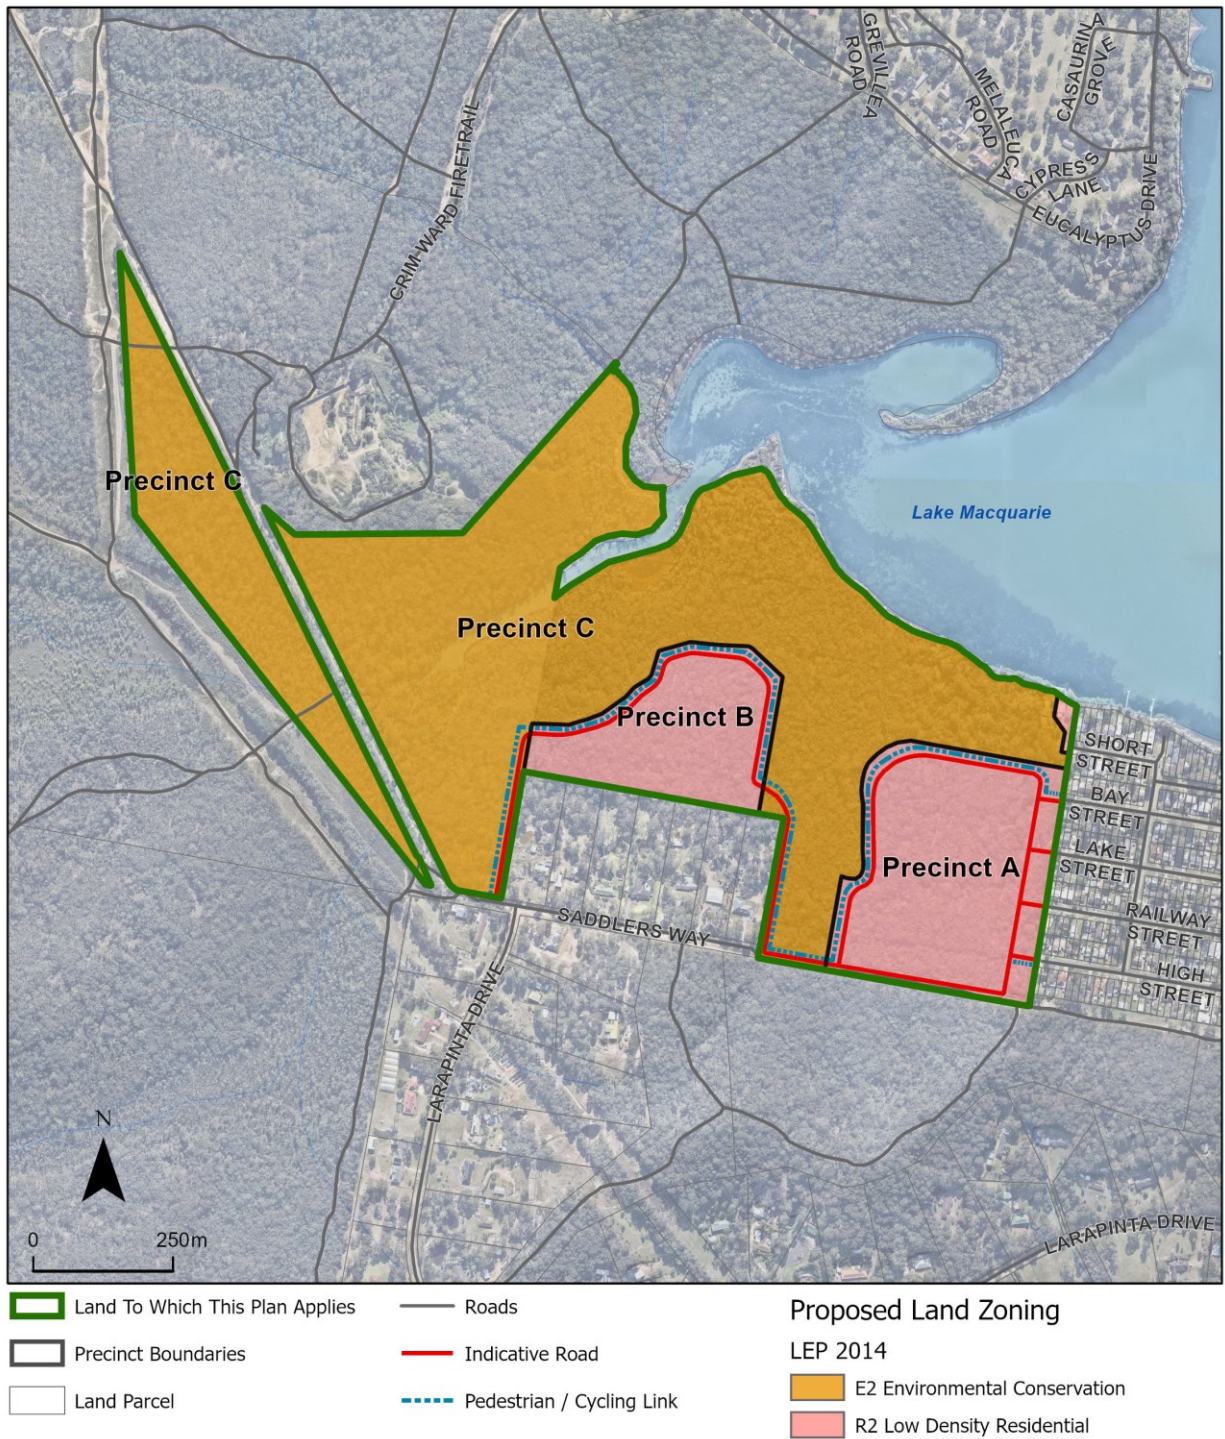 GREVILLEA
ROAD
MELALEUCA
ROAD
CASAURINA
GROVE
CYPRESS
LANE
EUCALYPTUS DRIVE
CRIM WARD FIRETRAIL
Precinct C
Lake Macquarie
Precinct C
Precinct B
SHORT
STREET
BAY
STREET
LAKE
STREET
Precinct A
RAILWAY
STREET
HIGH
STREET
SADDLERS WAY
LARAPINTA DRIVE
LARAPINTA DRIVE
N
0 250m
Land To Which This Plan Applies
Precinct Boundaries
Land Parcel
Roads
Indicative Road
Pedestrian / Cycling Link
Proposed Land Zoning
LEP 2014
E2 Environmental Conservation
R2 Low Density Residential